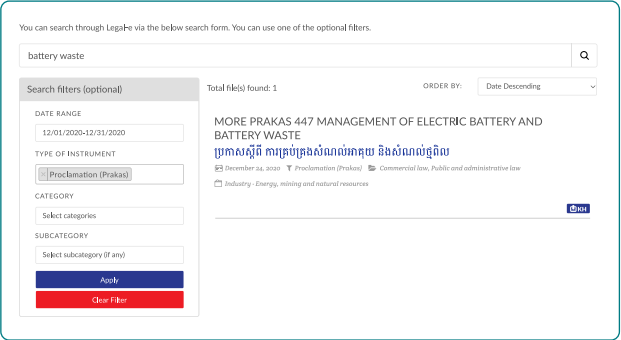 You can search through Legal-e via the below search form. You can use one of the optional filters.
battery waste
Search filters (optional)
DATE RANGE
12/01/2020-12/31/2020
TYPE OF INSTRUMENT
× Proclamation (Prakas)
CATEGORY
Select categories
SUBCATEGORY
Select subcategory (if any)
Apply
Clear Filter
Total file(s) found: 1
ORDER BY:
Date Descending
MORE PRAKAS 447 MANAGEMENT OF ELECTRIC BATTERY AND
BATTERY WASTE
ប្រកាសស្តីពី ការគ្រប់គ្រងសំណល់អាគុយ និងសំណល់ថ្មពិល
December 24, 2020 Proclamation (Prakas) Commercial law, Public and administrative law
Industry - Energy, mining and natural resources
KH